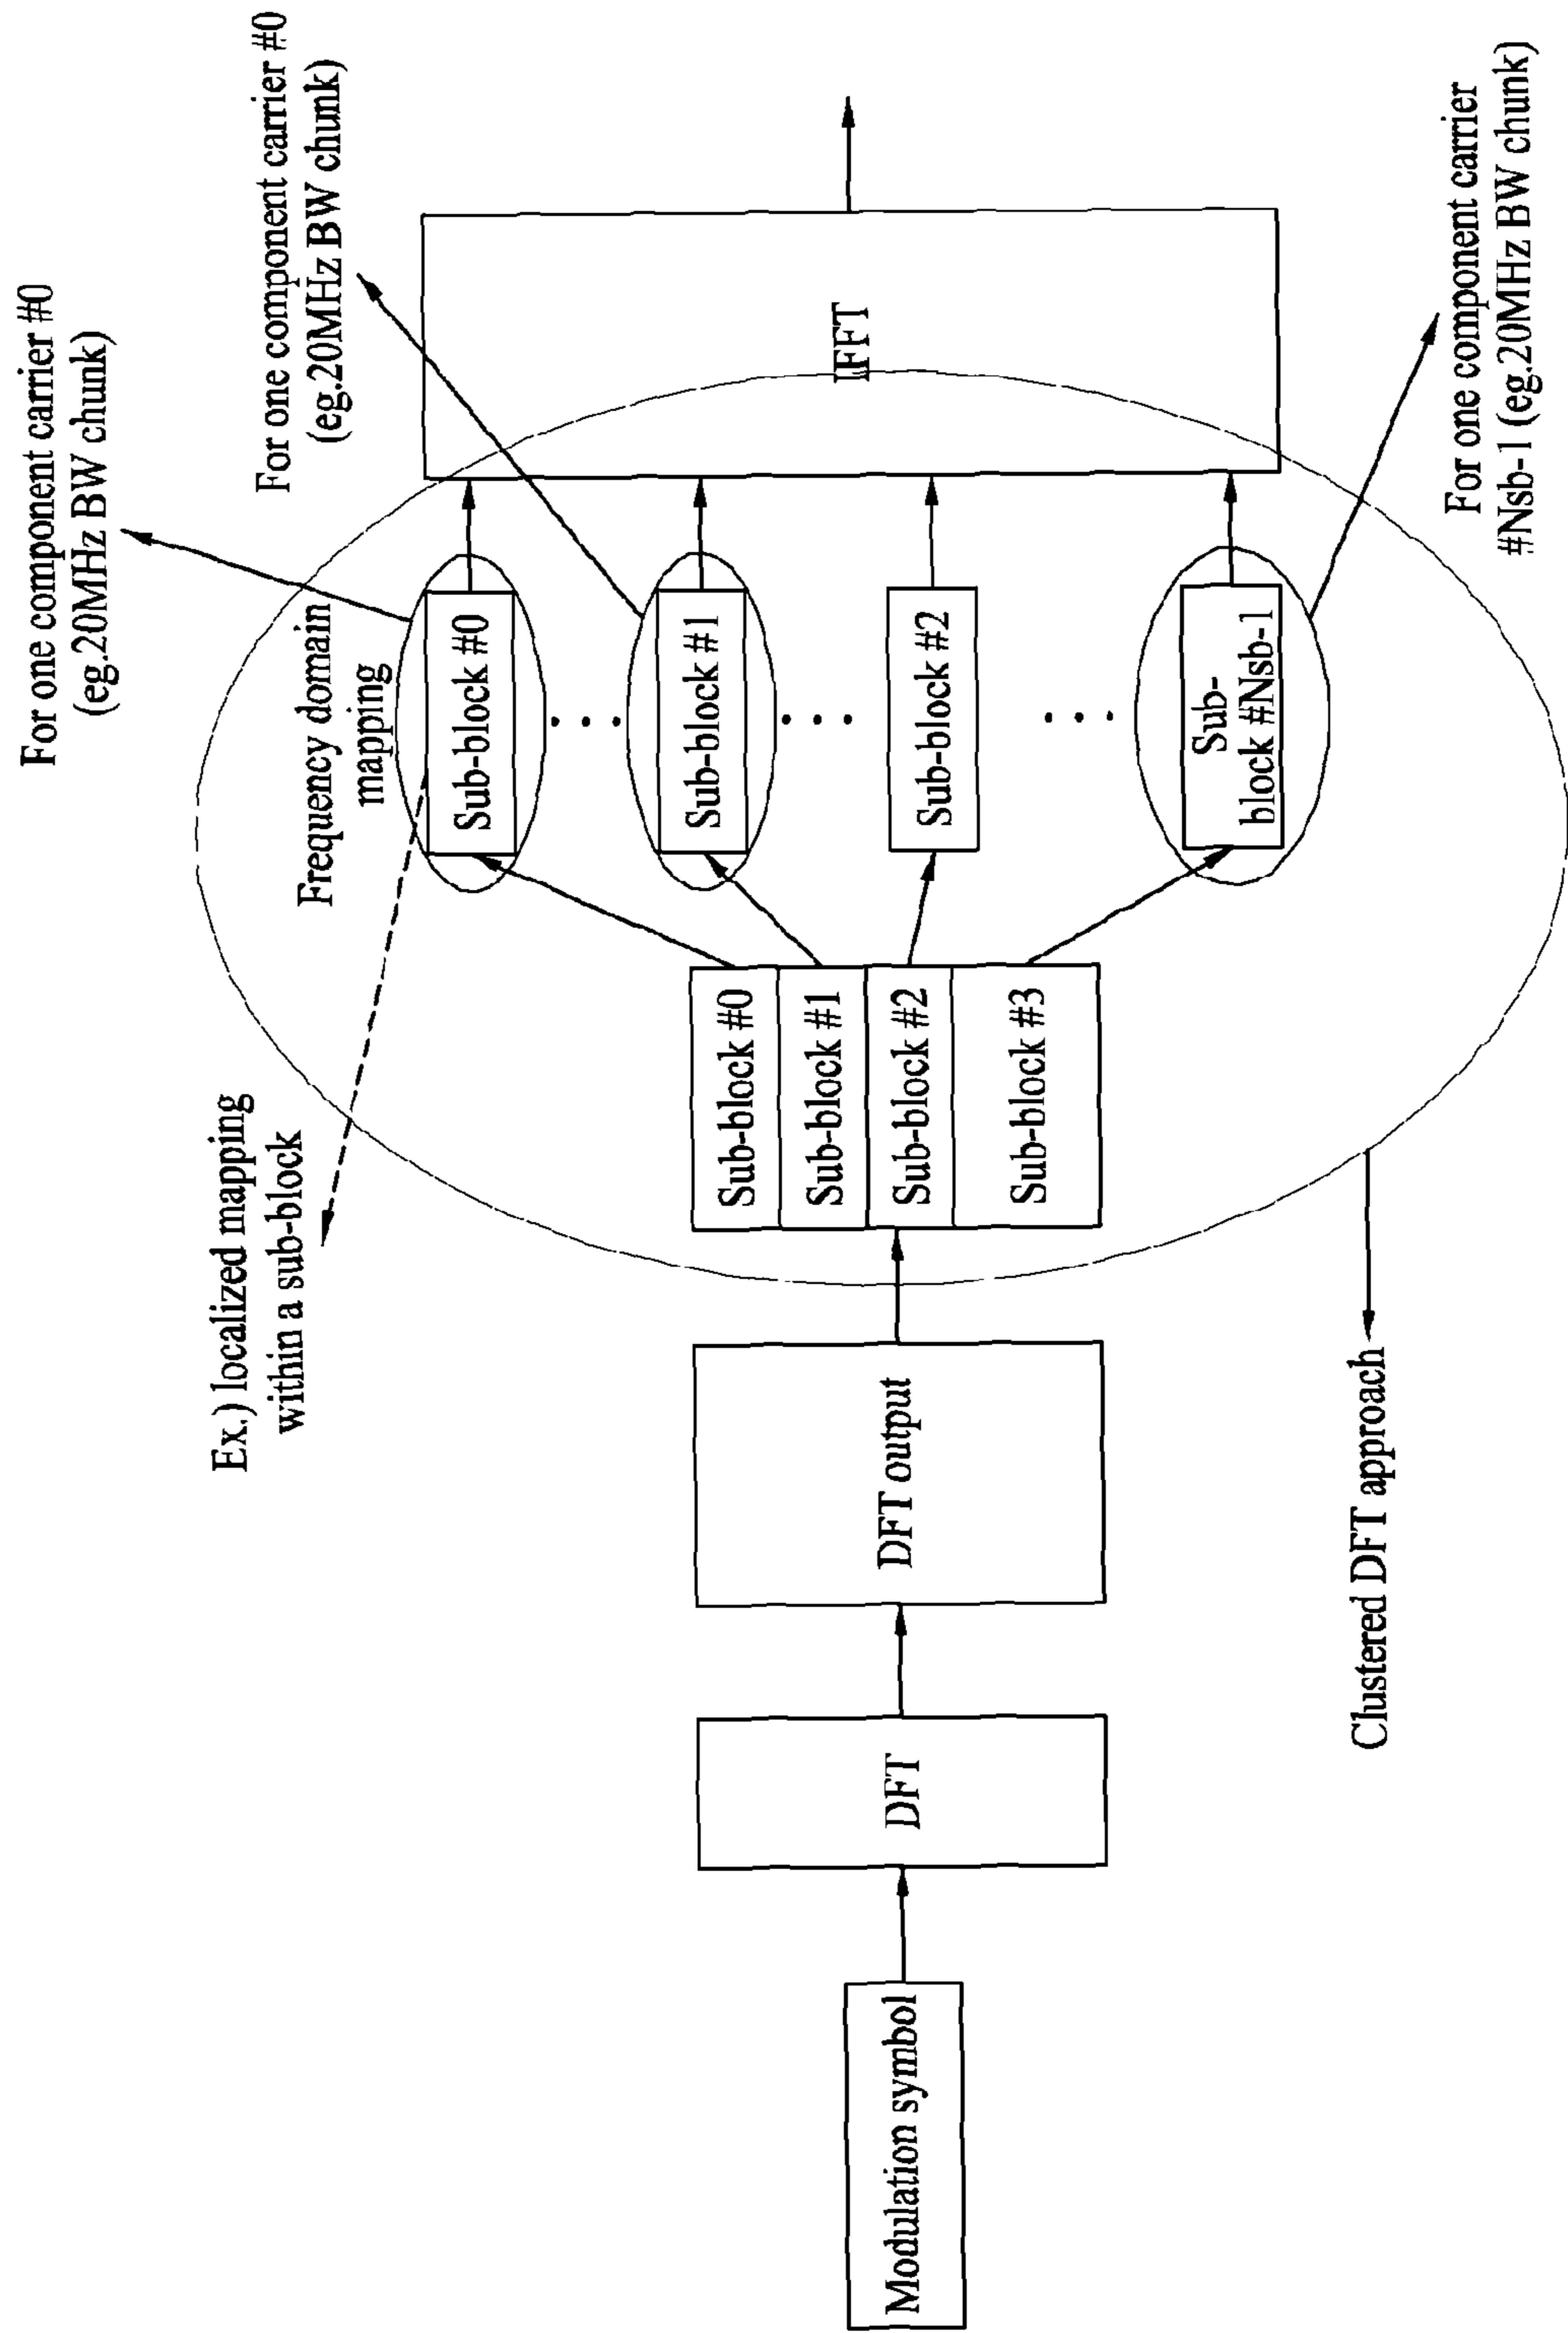 For one component carrier #0
(eg.20MHz BW chunk)
For one component carrier #0
(eg.20MHz BW chunk)
Ex.) localized mapping
within a sub-block
Frequency domain
mapping
Sub-block #0
Sub-block #1
Sub-block #2
Sub-
block #Nsb-1
IFFT
Modulation symbol
DFT
DFT output
Sub-block #0
Sub-block #1
Sub-block #2
Sub-block #3
Clustered DFT approach
For one component carrier
#Nsb-1 (eg.20MHz BW chunk)